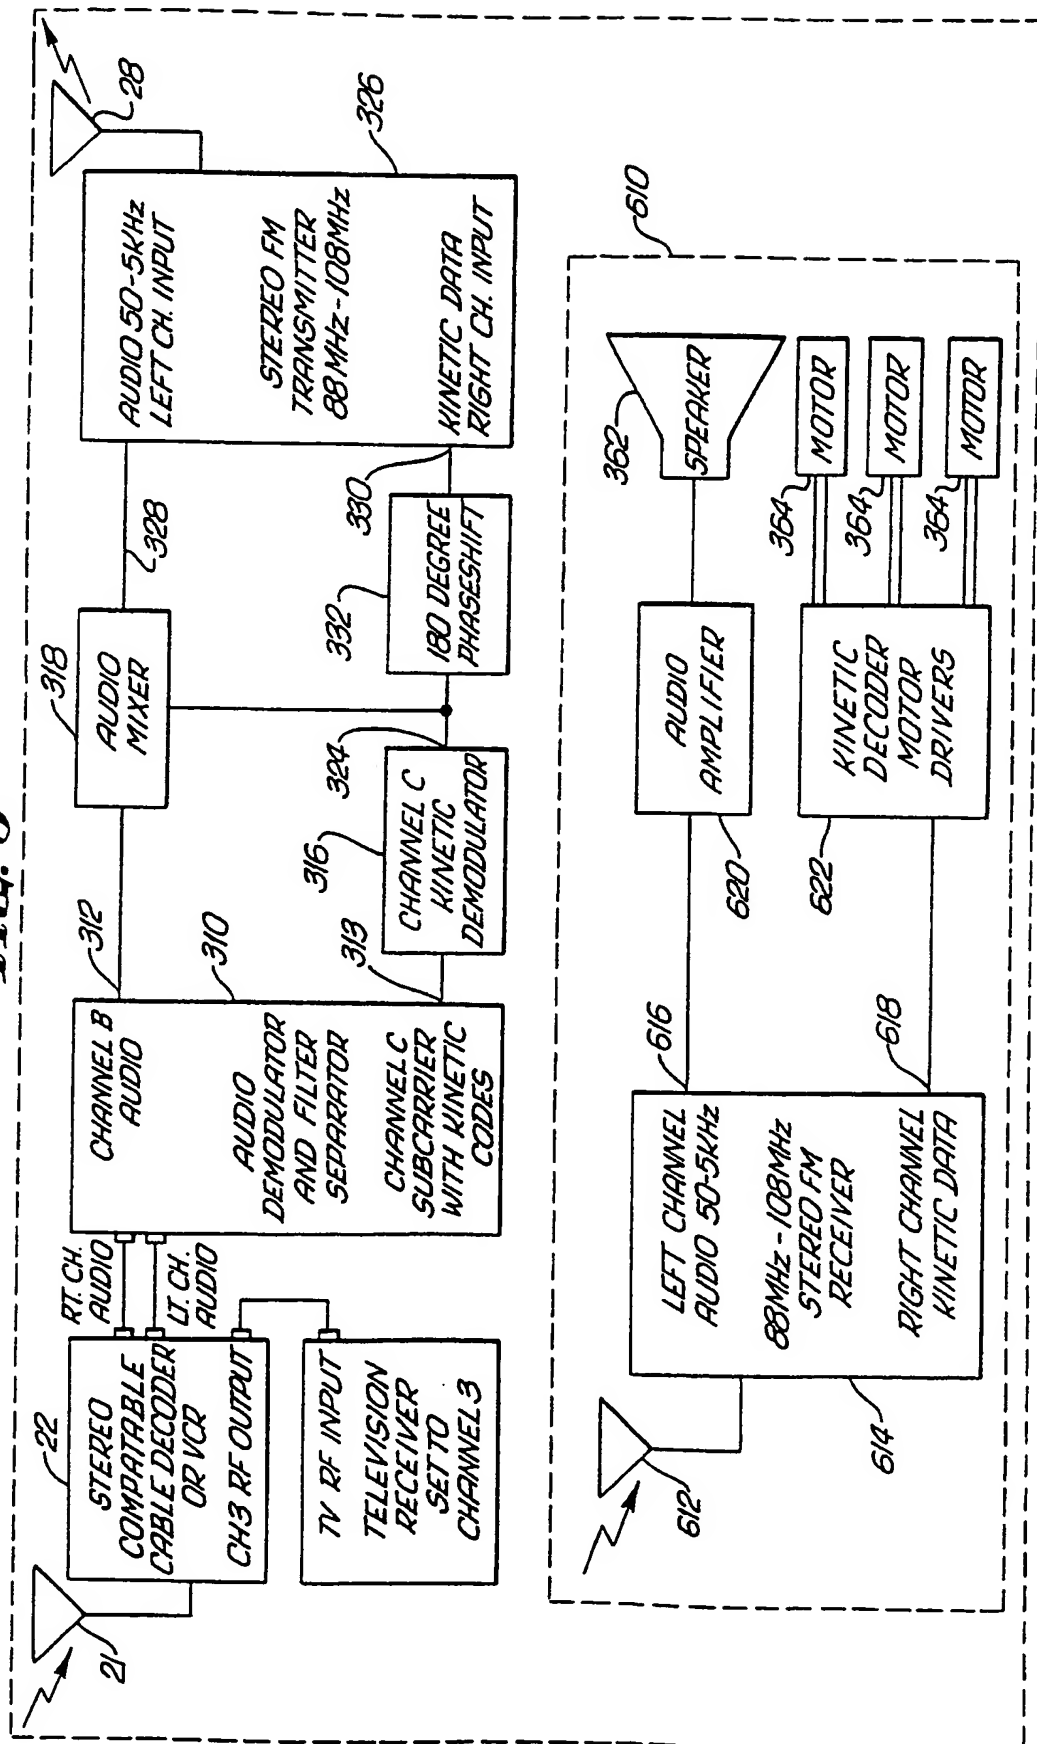 21
22
STEREO
COMPATABLE
CABLE DECODER
OR VCR
CH3 RF OUTPUT
RT. CH.
AUDIO
LT. CH.
AUDIO
TV RF INPUT
TELEVISION
RECEIVER
SET TO
CHANNEL 3
CHANNEL B
AUDIO
AUDIO
DEMODULATOR
AND FILTER
SEPARATOR
CHANNEL C
SUBCARRIER
WITH KINETIC
CODES
310
312
313
316
CHANNEL C
KINETIC
DEMODULATOR
324
318
AUDIO
MIXER
328
332
180 DEGREE
PHASESHIFT
330
AUDIO 50-5KHz
LEFT CH. INPUT
STEREO FM
TRANSMITTER
88MHz-108MHz
KINETIC DATA
RIGHT CH. INPUT
326
28
610
612
614
LEFT CHANNEL
AUDIO 50-5KHz
88MHz-108MHz
STEREO FM
RECEIVER
RIGHT CHANNEL
KINETIC DATA
616
618
AUDIO
AMPLIFIER
620
622
KINETIC
DECODER
MOTOR
DRIVERS
362
SPEAKER
364
MOTOR
364
MOTOR
364
MOTOR